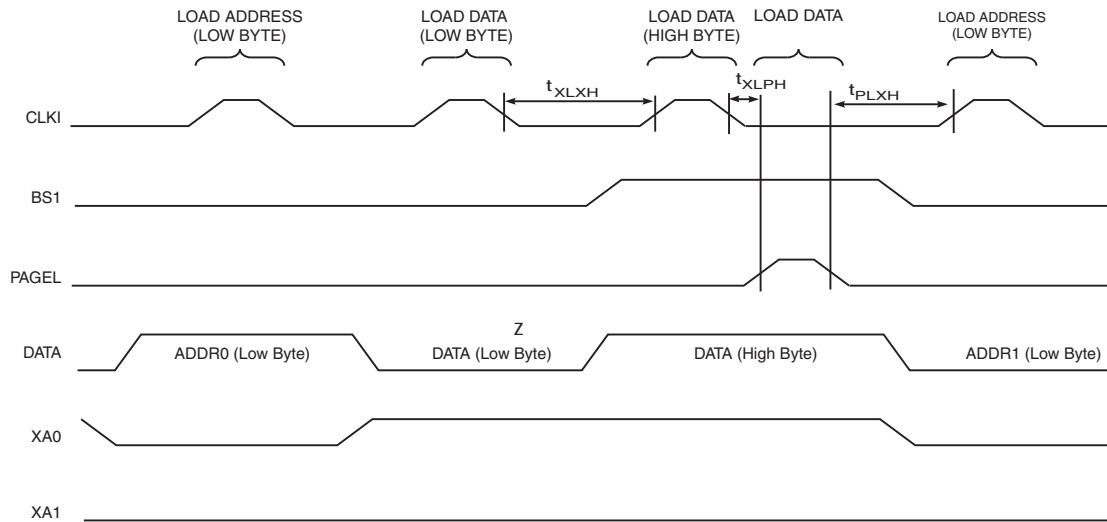 LOAD ADDRESS
(LOW BYTE)
LOAD DATA
(LOW BYTE)
LOAD DATA
(HIGH BYTE)
LOAD DATA
LOAD ADDRESS
(LOW BYTE)
tXLXH
tXLPH
tPLXH
CLKI
BS1
PAGEL
z
DATA
ADDR0 (Low Byte)
DATA (Low Byte)
DATA (High Byte)
ADDR1 (Low Byte)
XA0
XA1